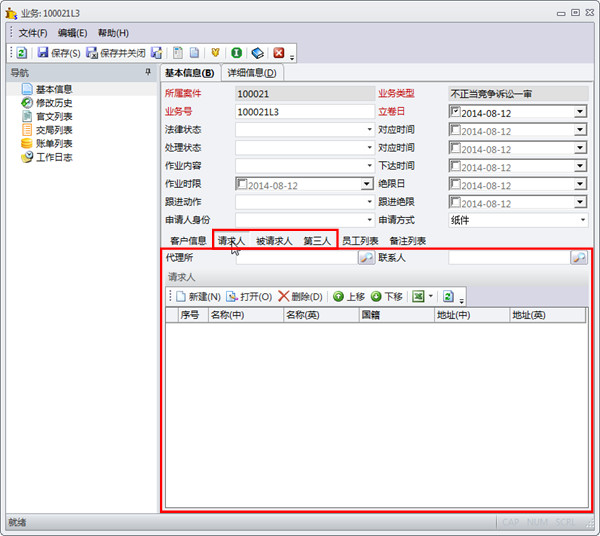 业务: 100021L3
文件(F) 编辑(E) 帮助(H)
保存(S) 保存并关闭
导航
基本信息
修改历史
官文列表
交局列表
账单列表
工作日志
基本信息(B) 详细信息(D)
所属案件 100021 业务类型 不正当竞争诉讼一审
业务号 100021L3 立卷日 2014-08-12
法律状态 对应时间 2014-08-12
处理状态 对应时间 2014-08-12
作业内容 下达时间 2014-08-12
作业时限 2014-08-12 绝限日 2014-08-12
跟进动作 跟进绝限 2014-08-12
申请人身份 申请方式 纸件
客户信息 请求人 被请求人 第三人 员工列表 备注列表
代理所 联系人
请求人
新建(N) 打开(O) 删除(D) 上移 下移
序号 名称(中) 名称(英) 国籍 地址(中) 地址(英)
就绪 CAP NUM SCRL